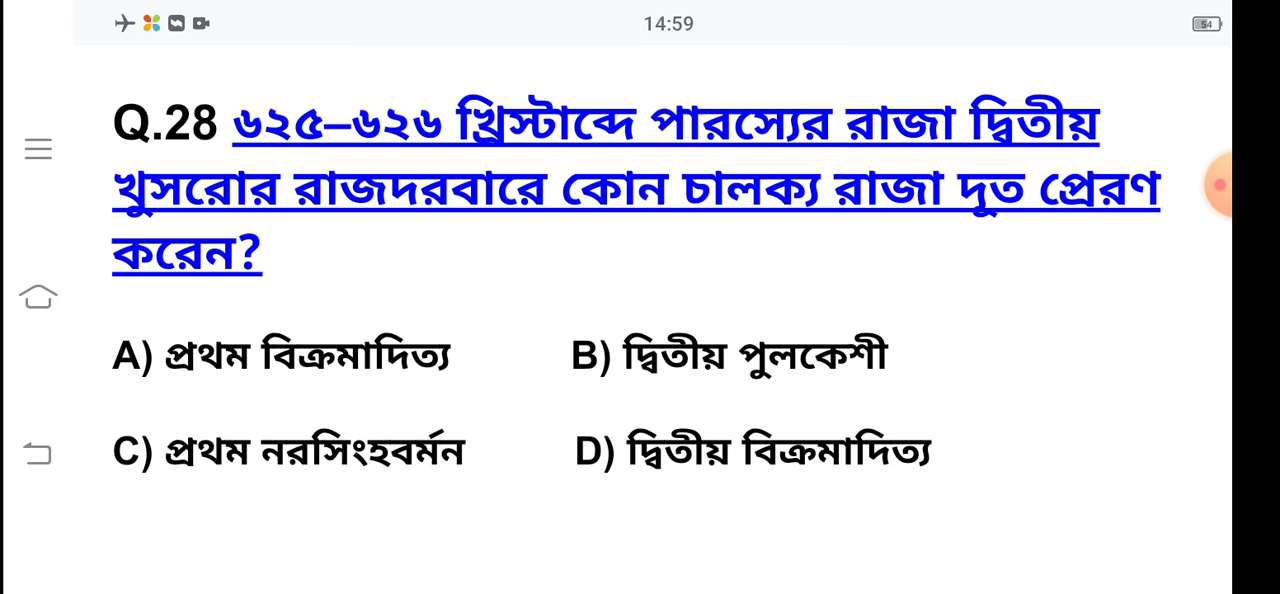 14:59
54
Q.28 ৬২৫–৬২৬ খ্রিস্টাব্দে পারস্যের রাজা দ্বিতীয়
খুসরোর রাজদরবারে কোন চালক্য রাজা দূত প্রেরণ
করেন?
A) প্রথম বিক্রমাদিত্য B) দ্বিতীয় পুলকেশী
C) প্রথম নরসিংহবর্মন D) দ্বিতীয় বিক্রমাদিত্য